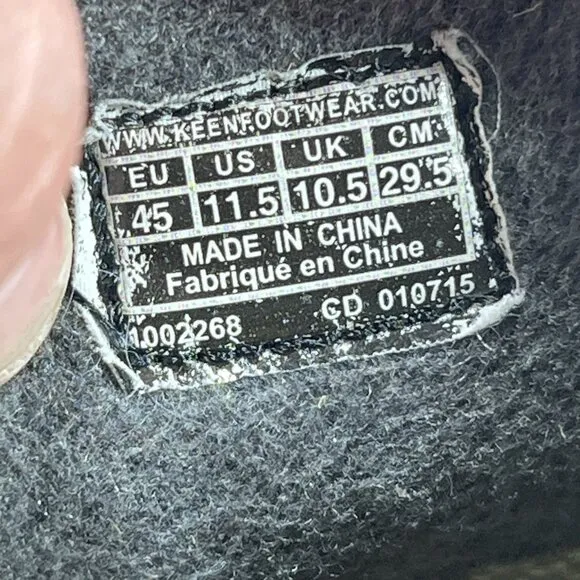 WWW.KEENFOOTWEAR.COM
EU US UK CM
45 11.5 10.5 29.5
MADE IN CHINA
Fabriqué en Chine
1002268 CD 010715